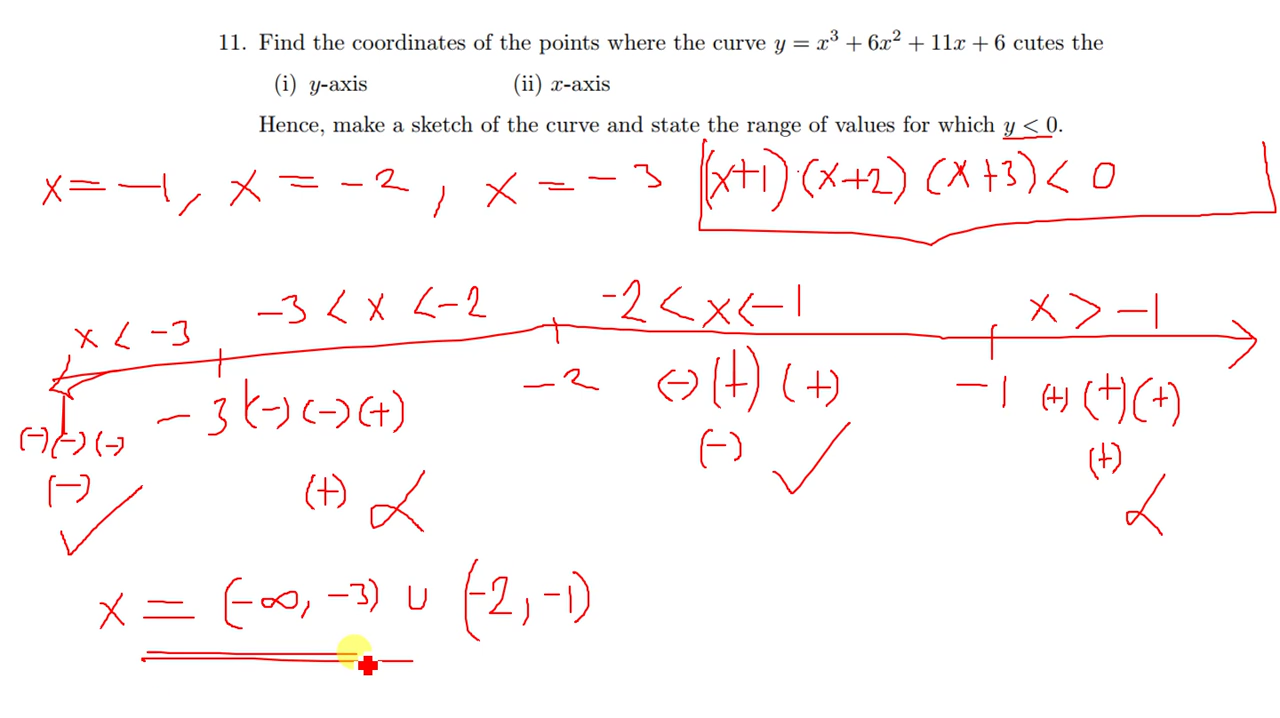 11. Find the coordinates of the points where the curve y = x³ + 6x² + 11x + 6 cutes the
(i) y-axis (ii) x-axis
Hence, make a sketch of the curve and state the range of values for which y < 0.
x = -1, x = -2, x = -3 (x+1)(x+2)(x+3) < 0
x < -3 -3 < x < -2 -2 < x < -1 x > -1
-3 -2 -1
(-)(-)(-) (-)(-)(+) (-)(+)(+) (+)(+)(+)
(-) (+) (-) (+)
x = (-∞, -3) ∪ (-2, -1)